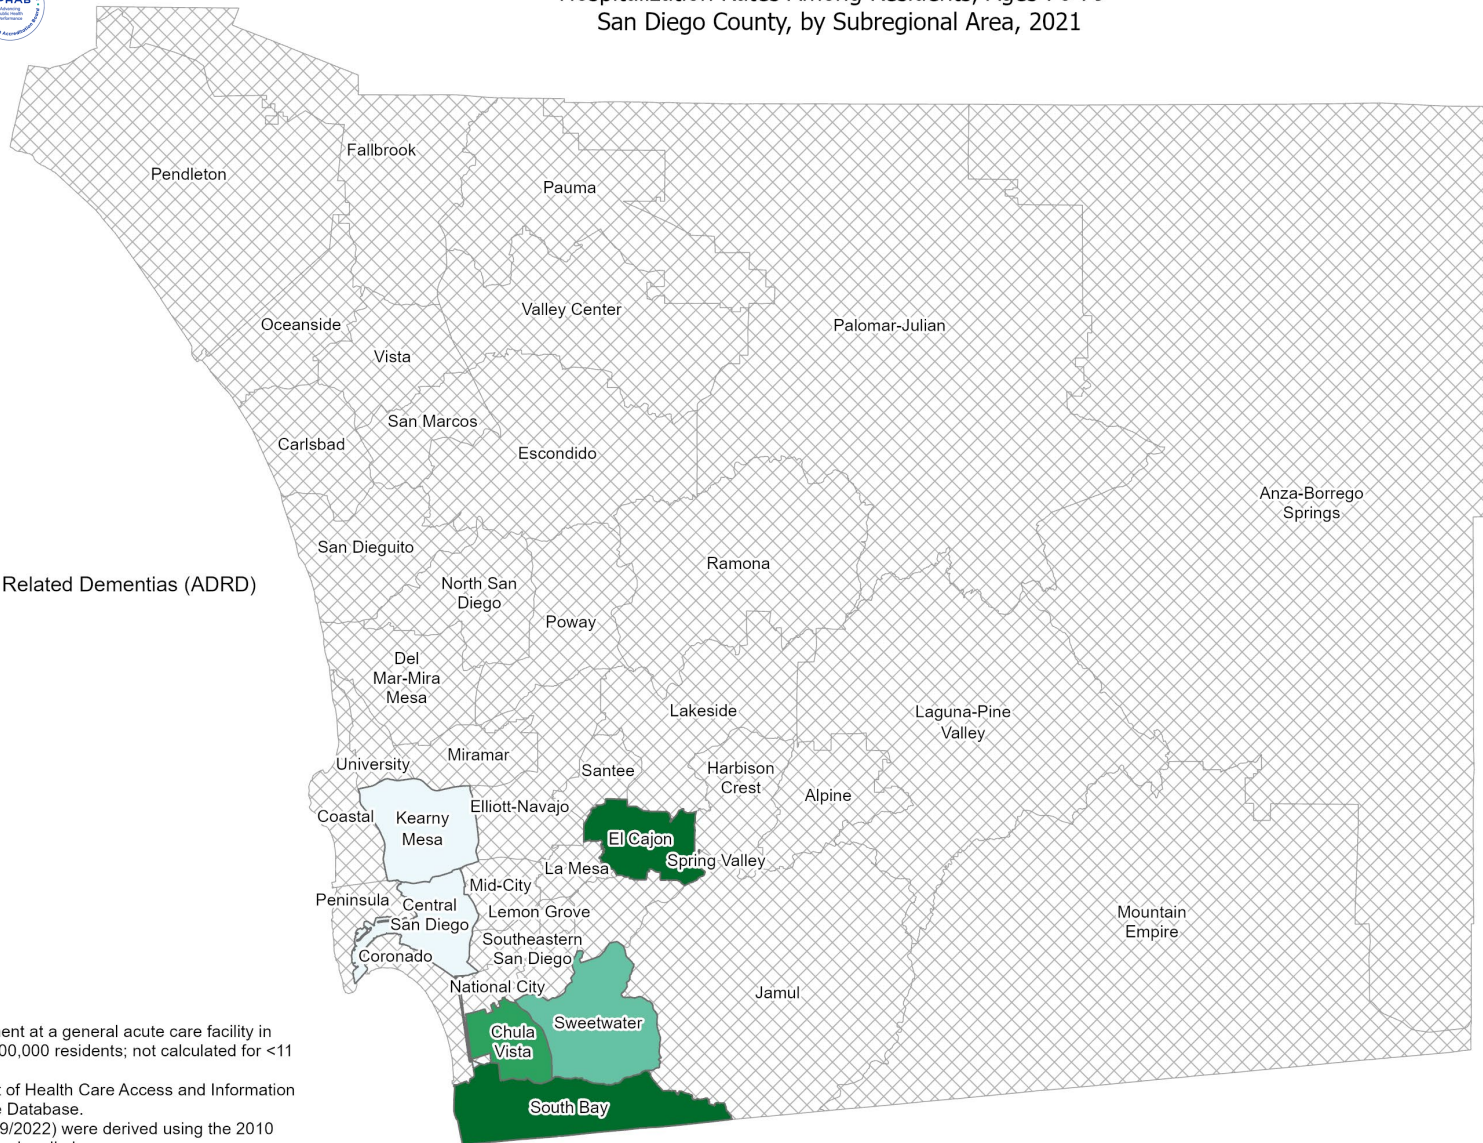 San Diego County, by Subregional Area, 2021
Fallbrook
Pendleton
Pauma
Valley Center
Oceanside
Palomar-Julian
Vista
San Marcos
Carlsbad
Escondido
Anza-Borrego
Springs
San Dieguito
Ramona
Related Dementias (ADRD)
North San
Diego
Poway
Del
Mar-Mira
Mesa
Lakeside
Laguna-Pine
Valley
Miramar
University
Santee
Harbison
Crest
Alpine
Elliott-Navajo
Coastal
Kearny
Mesa
El Cajon
Spring Valley
La Mesa
Mid-City
Peninsula
Central
San Diego
Lemon Grove
Mountain
Empire
Southeastern
San Diego
Coronado
National City
Jamul
Sweetwater
Chula
Vista
South Bay
ent at a general acute care facility in
00,000 residents; not calculated for <11
t of Health Care Access and Information
e Database.
9/2022) were derived using the 2010